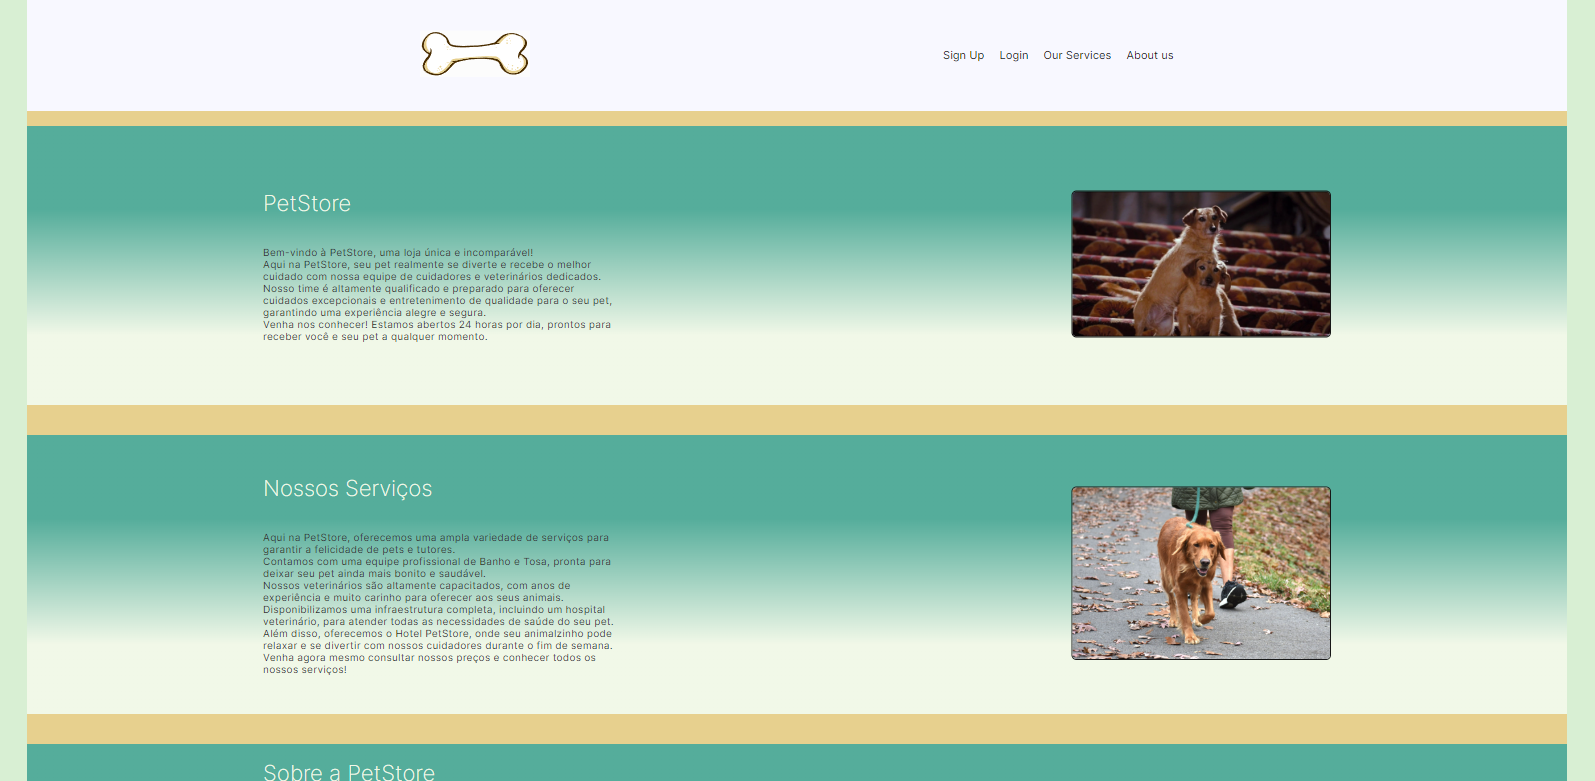 Sign Up Login Our Services About us
PetStore
Bem-vindo à PetStore, uma loja única e incomparável!
Aqui na PetStore, seu pet realmente se diverte e recebe o melhor
cuidado com nossa equipe de cuidadores e veterinários dedicados.
Nosso time é altamente qualificado e preparado para oferecer
cuidados excepcionais e entretenimento de qualidade para o seu pet,
garantindo uma experiência alegre e segura.
Venha nos conhecer! Estamos abertos 24 horas por dia, prontos para
receber você e seu pet a qualquer momento.
Nossos Serviços
Aqui na PetStore, oferecemos uma ampla variedade de serviços para
garantir a felicidade de pets e tutores.
Contamos com uma equipe profissional de Banho e Tosa, pronta para
deixar seu pet ainda mais bonito e saudável.
Nossos veterinários são altamente capacitados, com anos de
experiência e muito carinho para oferecer aos seus animais.
Disponibilizamos uma infraestrutura completa, incluindo um hospital
veterinário, para atender todas as necessidades de saúde do seu pet.
Além disso, oferecemos o Hotel PetStore, onde seu animalzinho pode
relaxar e se divertir com nossos cuidadores durante o fim de semana.
Venha agora mesmo consultar nossos preços e conhecer todos os
nossos serviços!
Sobre a PetStore